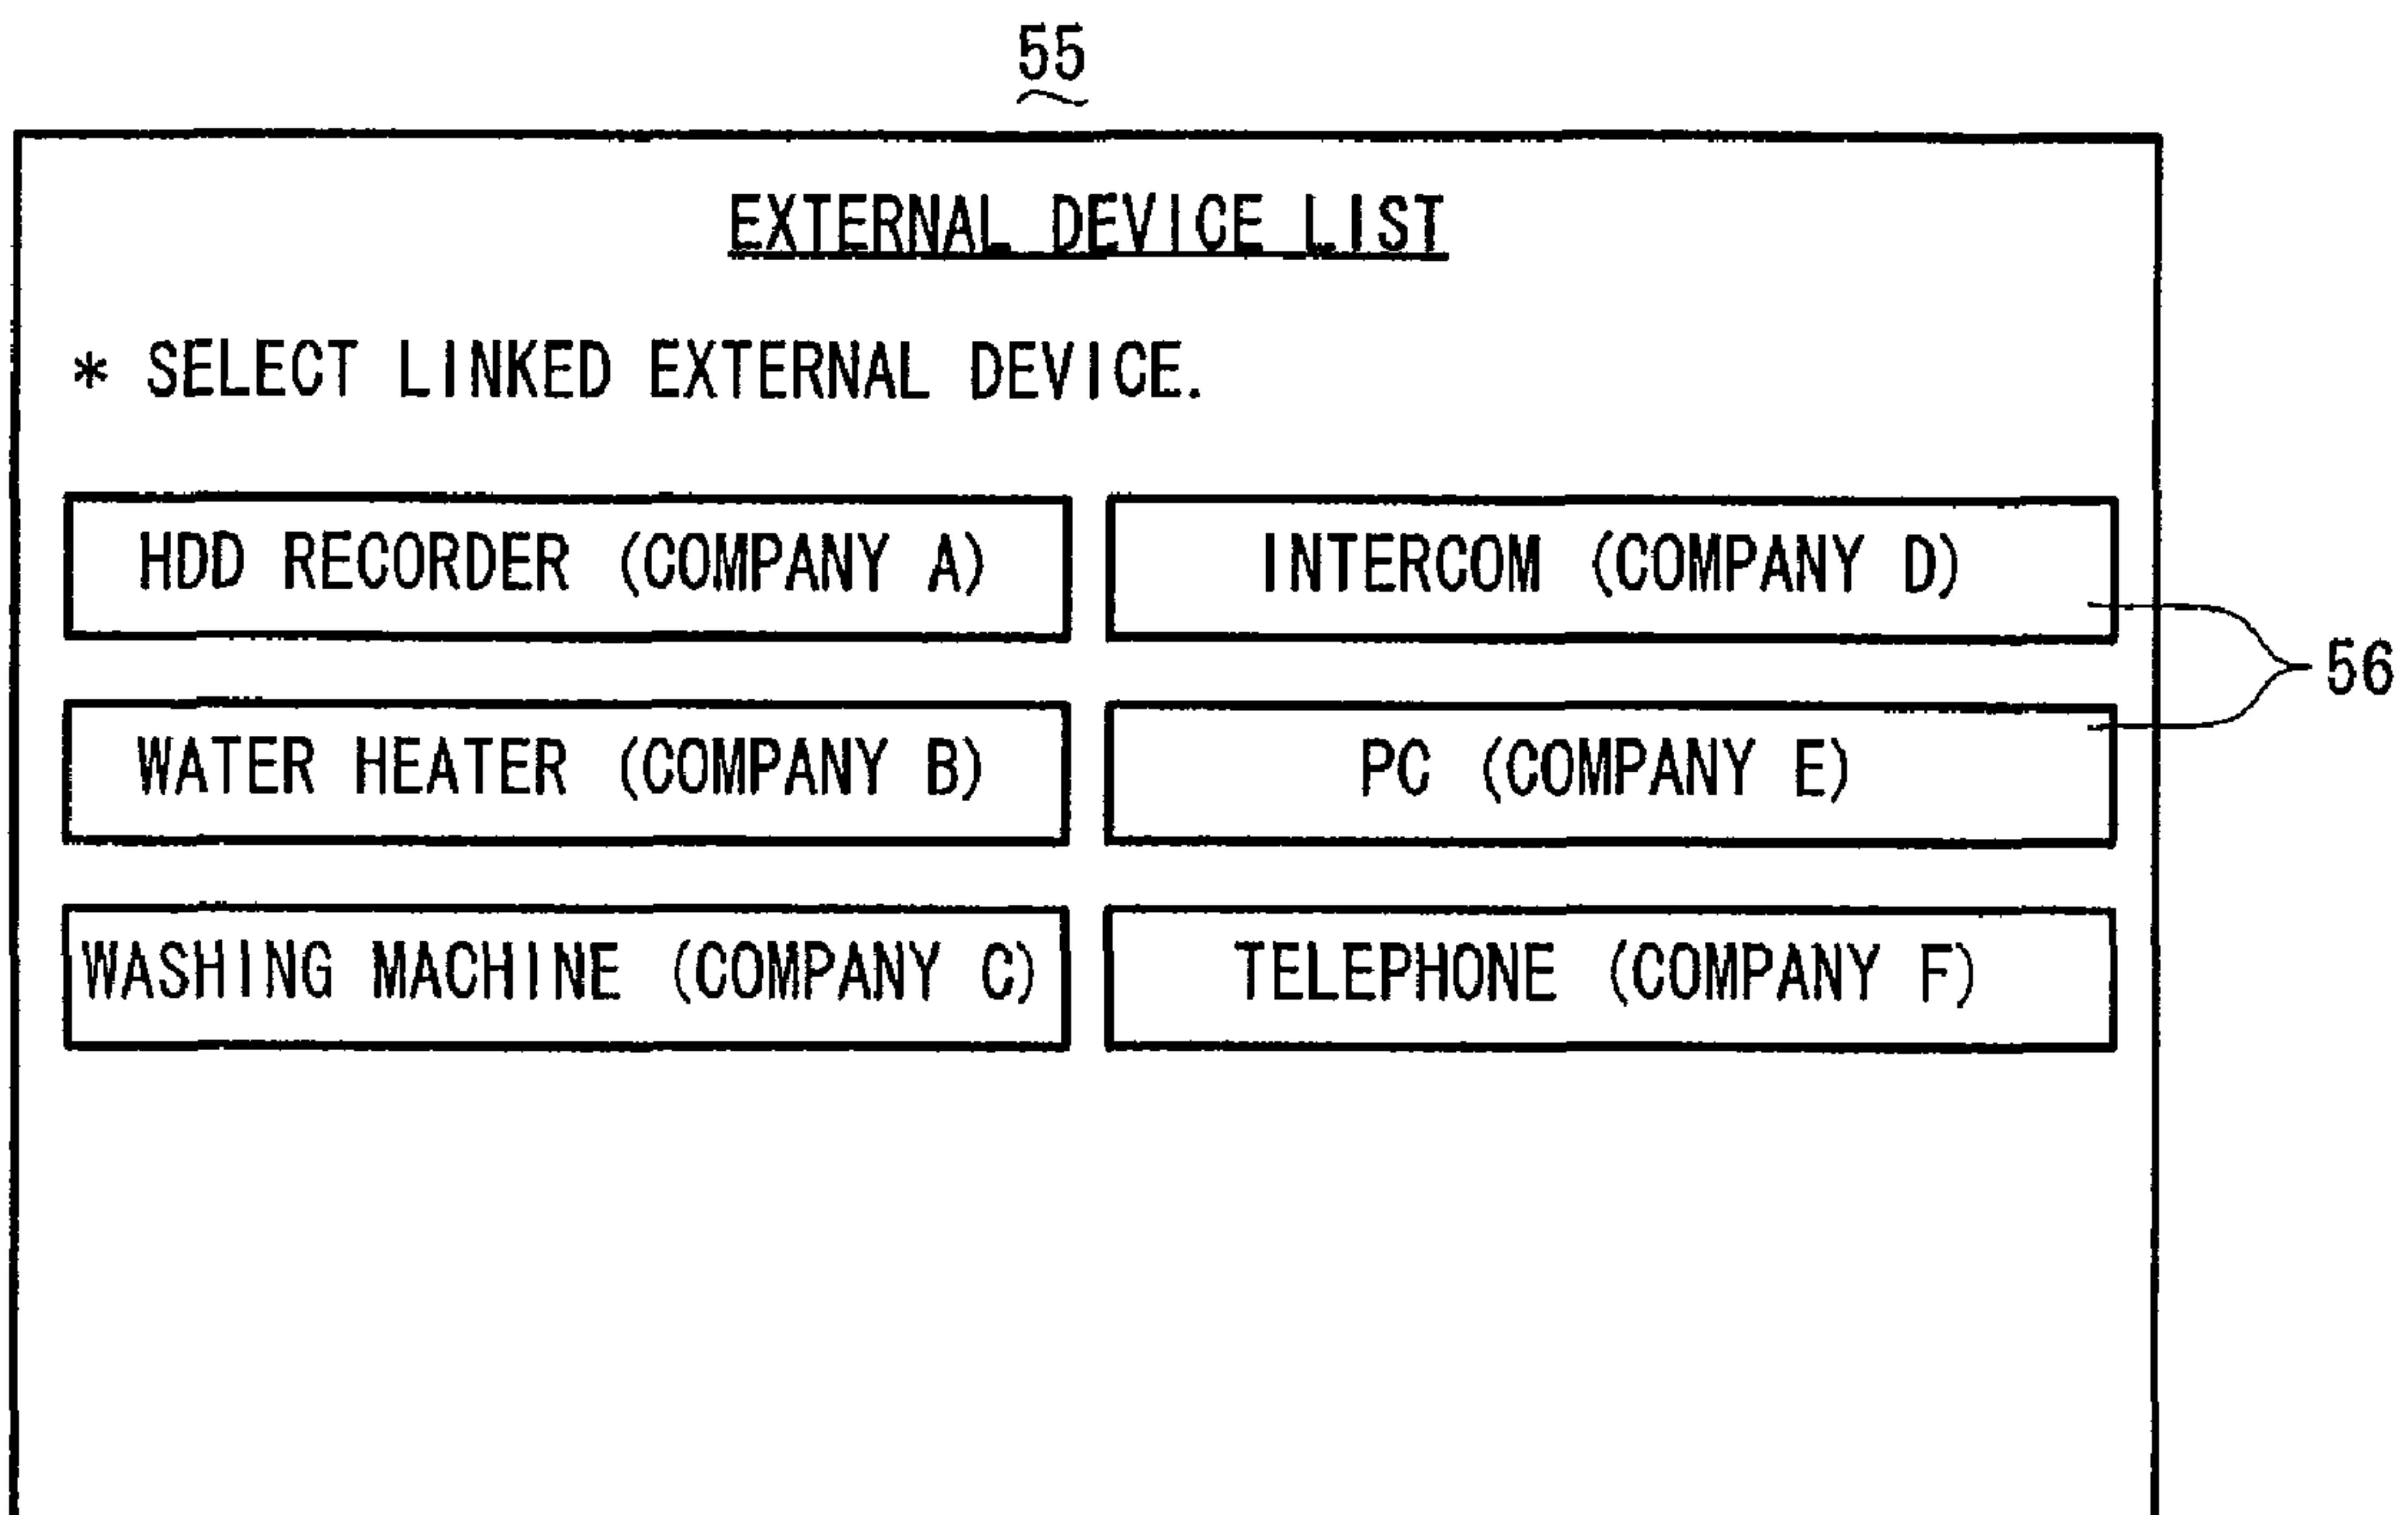 55
EXTERNAL DEVICE LIST
* SELECT LINKED EXTERNAL DEVICE.
HDD RECORDER (COMPANY A)
INTERCOM (COMPANY D)
56
WATER HEATER (COMPANY B)
PC (COMPANY E)
WASHING MACHINE (COMPANY C)
TELEPHONE (COMPANY F)